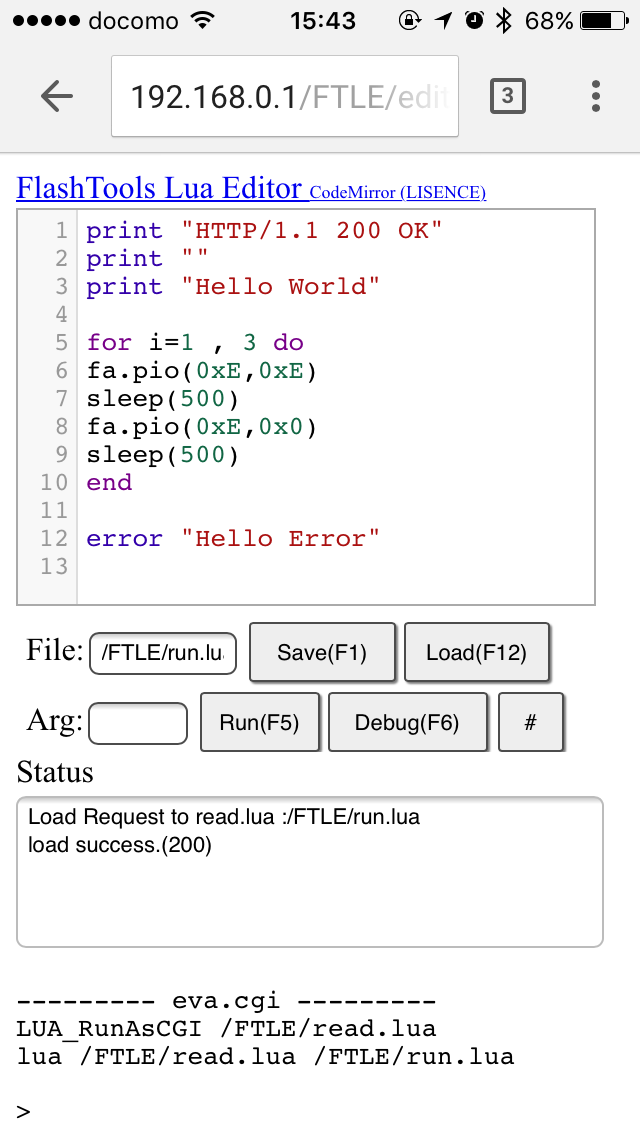 docomo 15:43 68%
192.168.0.1/FTLE/edit 3
FlashTools Lua Editor CodeMirror (LISENCE)
1 print "HTTP/1.1 200 OK"
2 print ""
3 print "Hello World"
4
5 for i=1 , 3 do
6 fa.pio(0xE,0xE)
7 sleep(500)
8 fa.pio(0xE,0x0)
9 sleep(500)
10 end
11
12 error "Hello Error"
13
File: /FTLE/run.lu Save(F1) Load(F12)
Arg: Run(F5) Debug(F6) #
Status
Load Request to read.lua :/FTLE/run.lua
load success.(200)
--------- eva.cgi ---------
LUA_RunAsCGI /FTLE/read.lua
lua /FTLE/read.lua /FTLE/run.lua
>